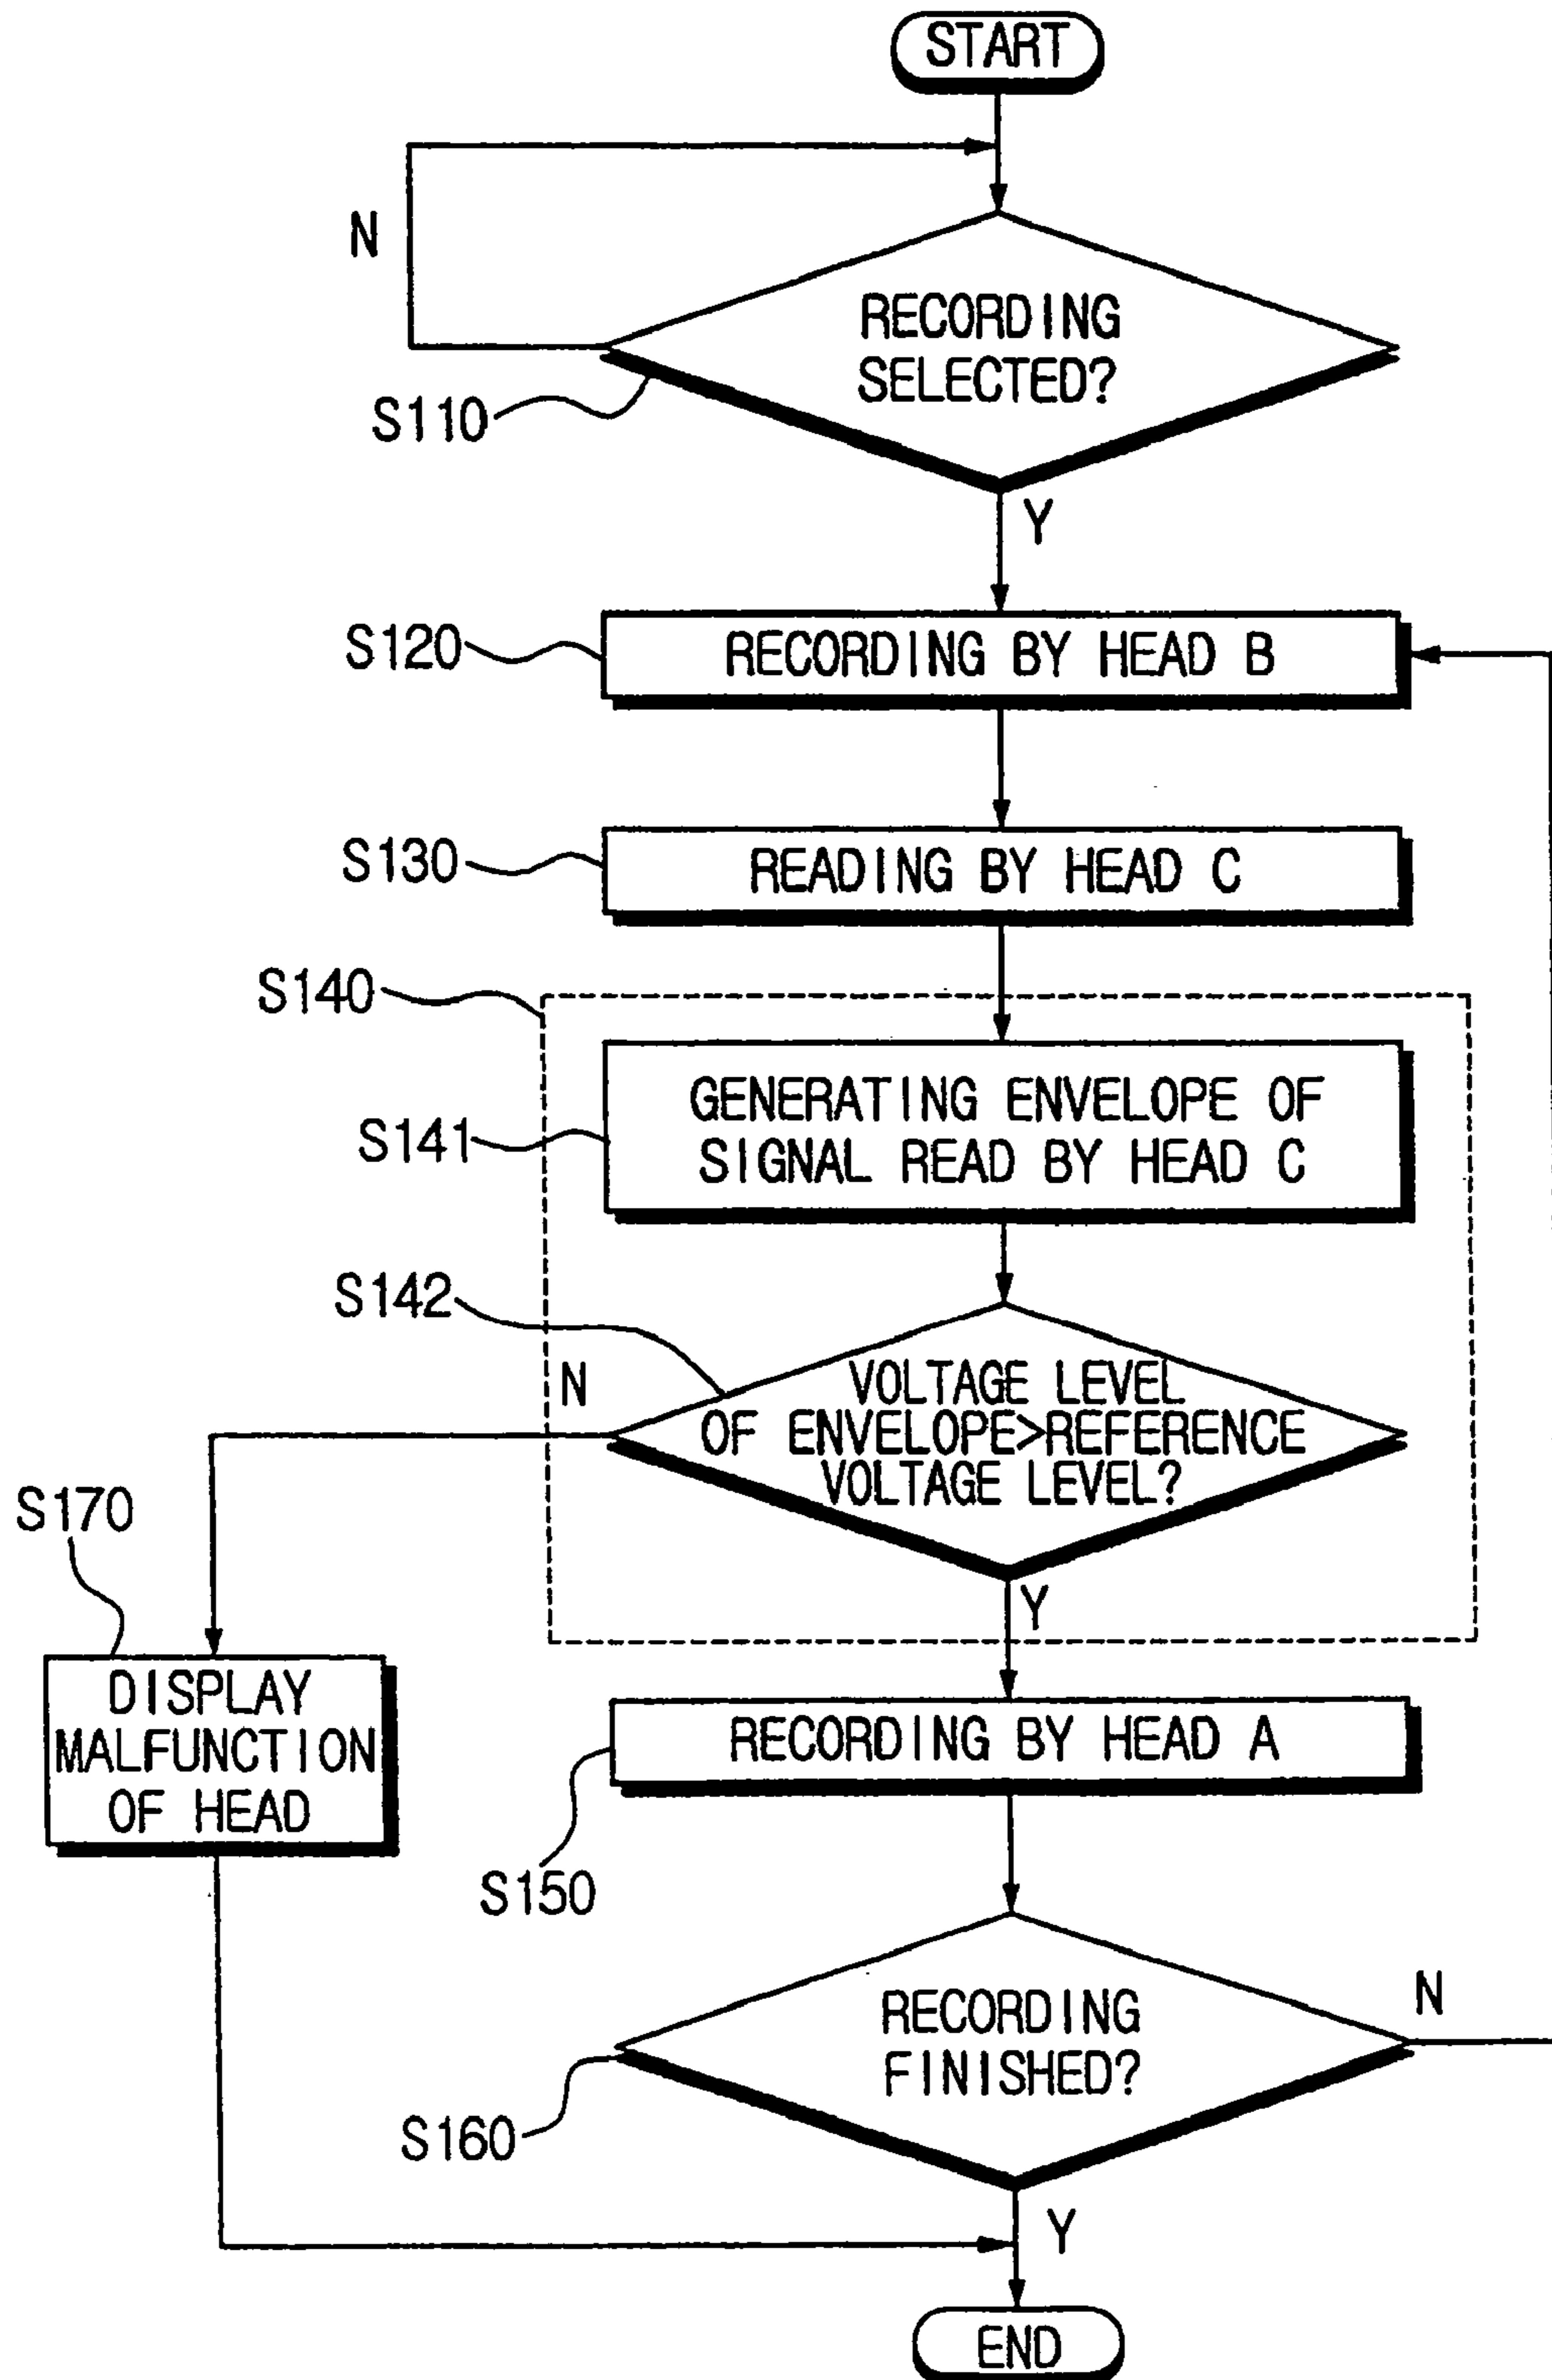 START
N
RECORDING
SELECTED?
S110
Y
S120
RECORDING BY HEAD B
S130
READING BY HEAD C
S140
GENERATING ENVELOPE OF
SIGNAL READ BY HEAD C
S141
S142
N
VOLTAGE LEVEL
OF ENVELOPE>REFERENCE
VOLTAGE LEVEL?
S170
Y
DISPLAY
MALFUNCTION
OF HEAD
RECORDING BY HEAD A
S150
RECORDING
FINISHED?
N
S160
Y
END